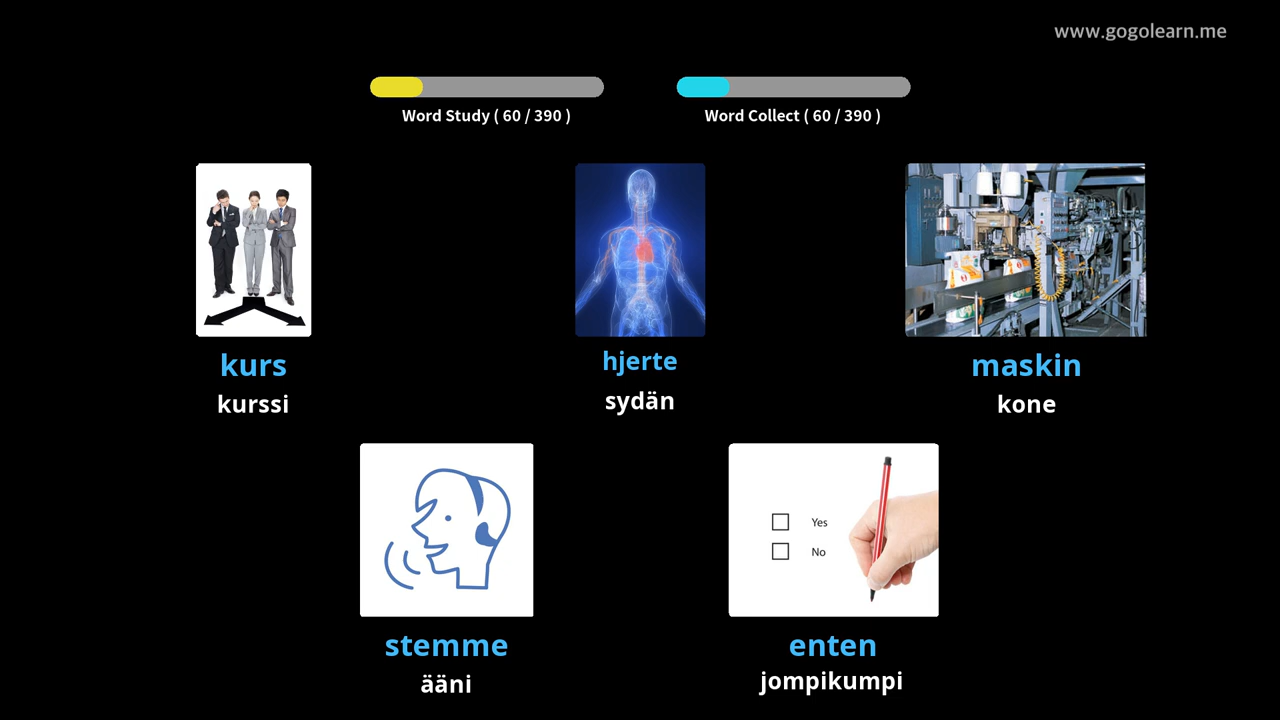 www.gogolearn.me
Word Study ( 60 / 390 )
Word Collect ( 60 / 390 )
kurs
kurssi
hjerte
sydän
maskin
kone
stemme
ääni
Yes
No
enten
jompikumpi